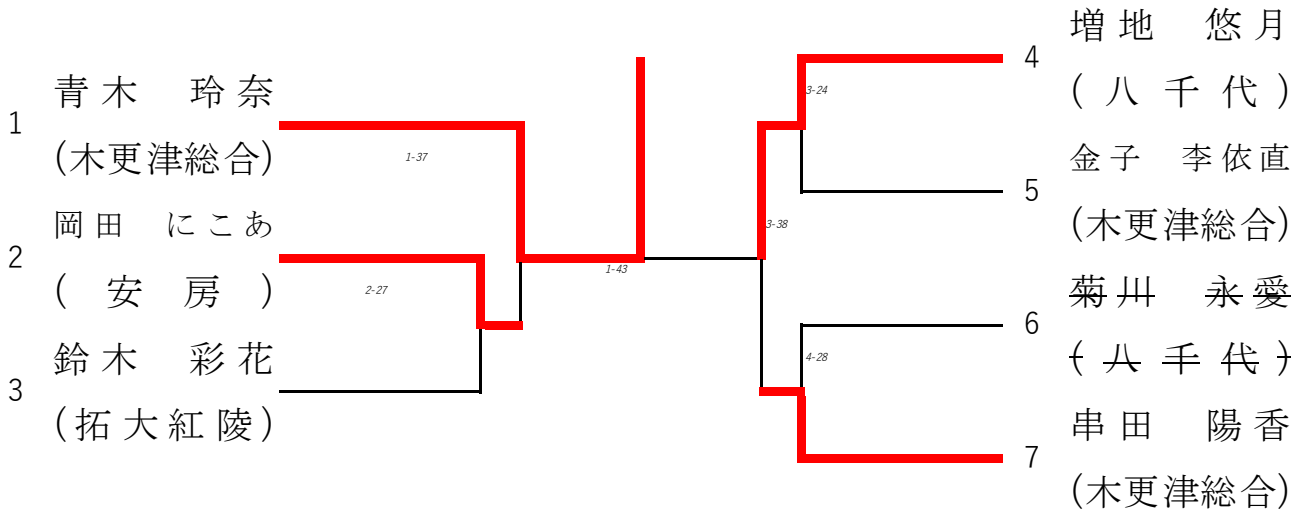 1
青木　玲奈
(木更津総合)
2
岡田　にこあ
(安房)
3
鈴木　彩花
(拓大紅陵)
1-37
2-27
1-43
3-24
3-38
4-28
4
増地　悠月
(八千代)
5
金子　李依直
(木更津総合)
6
菊川　永愛
(八千代)
7
串田　陽香
(木更津総合)